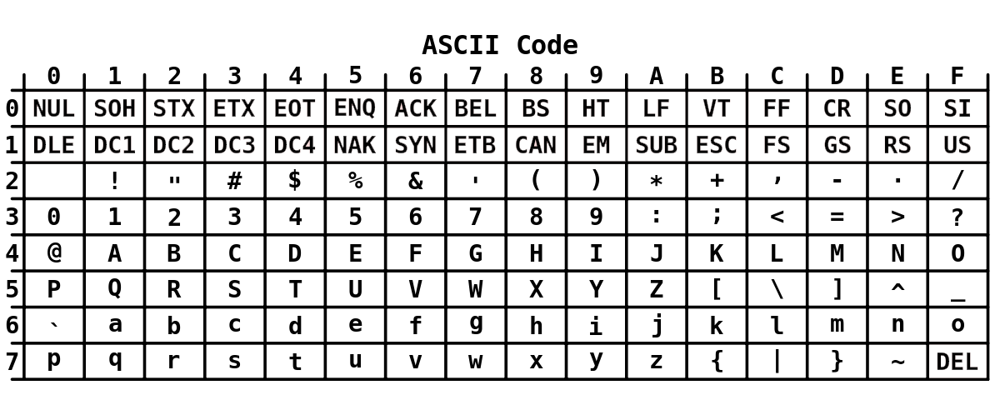 ASCII Code
0 1 2 3 4 5 6 7 8 9 A B C D E F
0 NUL SOH STX ETX EOT ENQ ACK BEL BS HT LF VT FF CR SO SI
1 DLE DC1 DC2 DC3 DC4 NAK SYN ETB CAN EM SUB ESC FS GS RS US
2 ! " # $ % & ' ( ) * + , - . /
3 0 1 2 3 4 5 6 7 8 9 : ; < = > ?
4 @ A B C D E F G H I J K L M N O
5 P Q R S T U V W X Y Z [ \ ] ^ _
6 ` a b c d e f g h i j k l m n o
7 p q r s t u v w x y z { | } ~ DEL